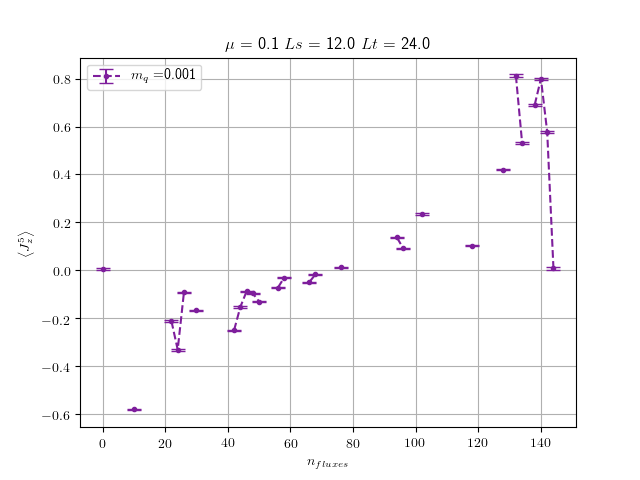 μ = 0.1 Ls = 12.0 Lt = 24.0
m_q =0.001
⟨J_z^5⟩
0.8
0.6
0.4
0.2
0.0
−0.2
−0.4
−0.6
0 20 40 60 80 100 120 140
n_fluxes